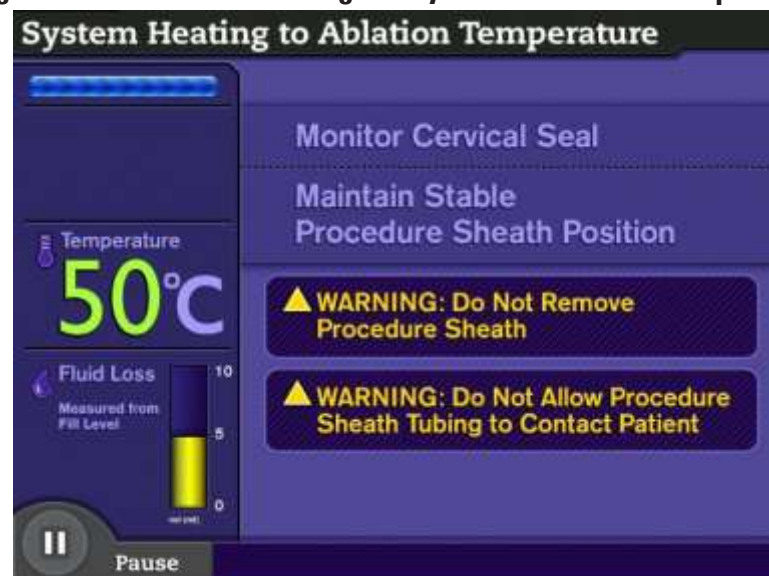 System Heating to Ablation Temperature
Monitor Cervical Seal
Maintain Stable
Procedure Sheath Position
Temperature
50°C
WARNING: Do Not Remove
Procedure Sheath
Fluid Loss
Measured from
Fill Level
10
5
0
WARNING: Do Not Allow Procedure
Sheath Tubing to Contact Patient
Pause